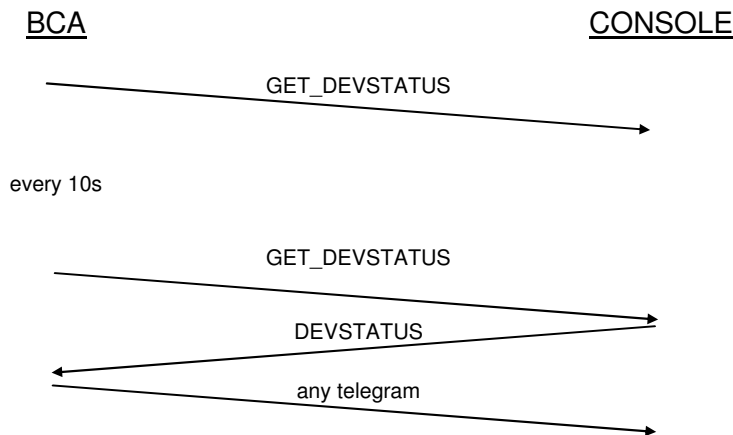 BCA
CONSOLE
GET_DEVSTATUS
every 10s
GET_DEVSTATUS
DEVSTATUS
any telegram